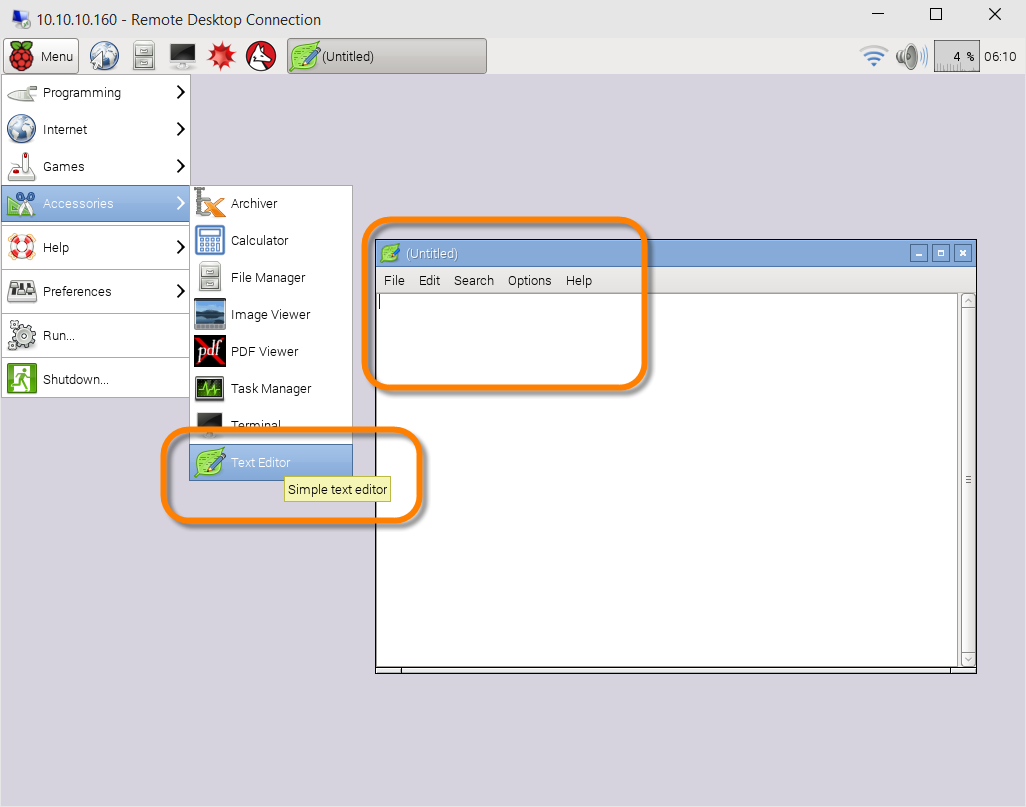 10.10.10.160 - Remote Desktop Connection
Menu
(Untitled)
4 %
06:10
Programming
Internet
Games
Accessories
Help
Preferences
Run...
Shutdown...
Archiver
Calculator
File Manager
Image Viewer
pdf
PDF Viewer
Task Manager
Terminal
Text Editor
Simple text editor
(Untitled)
File Edit Search Options Help